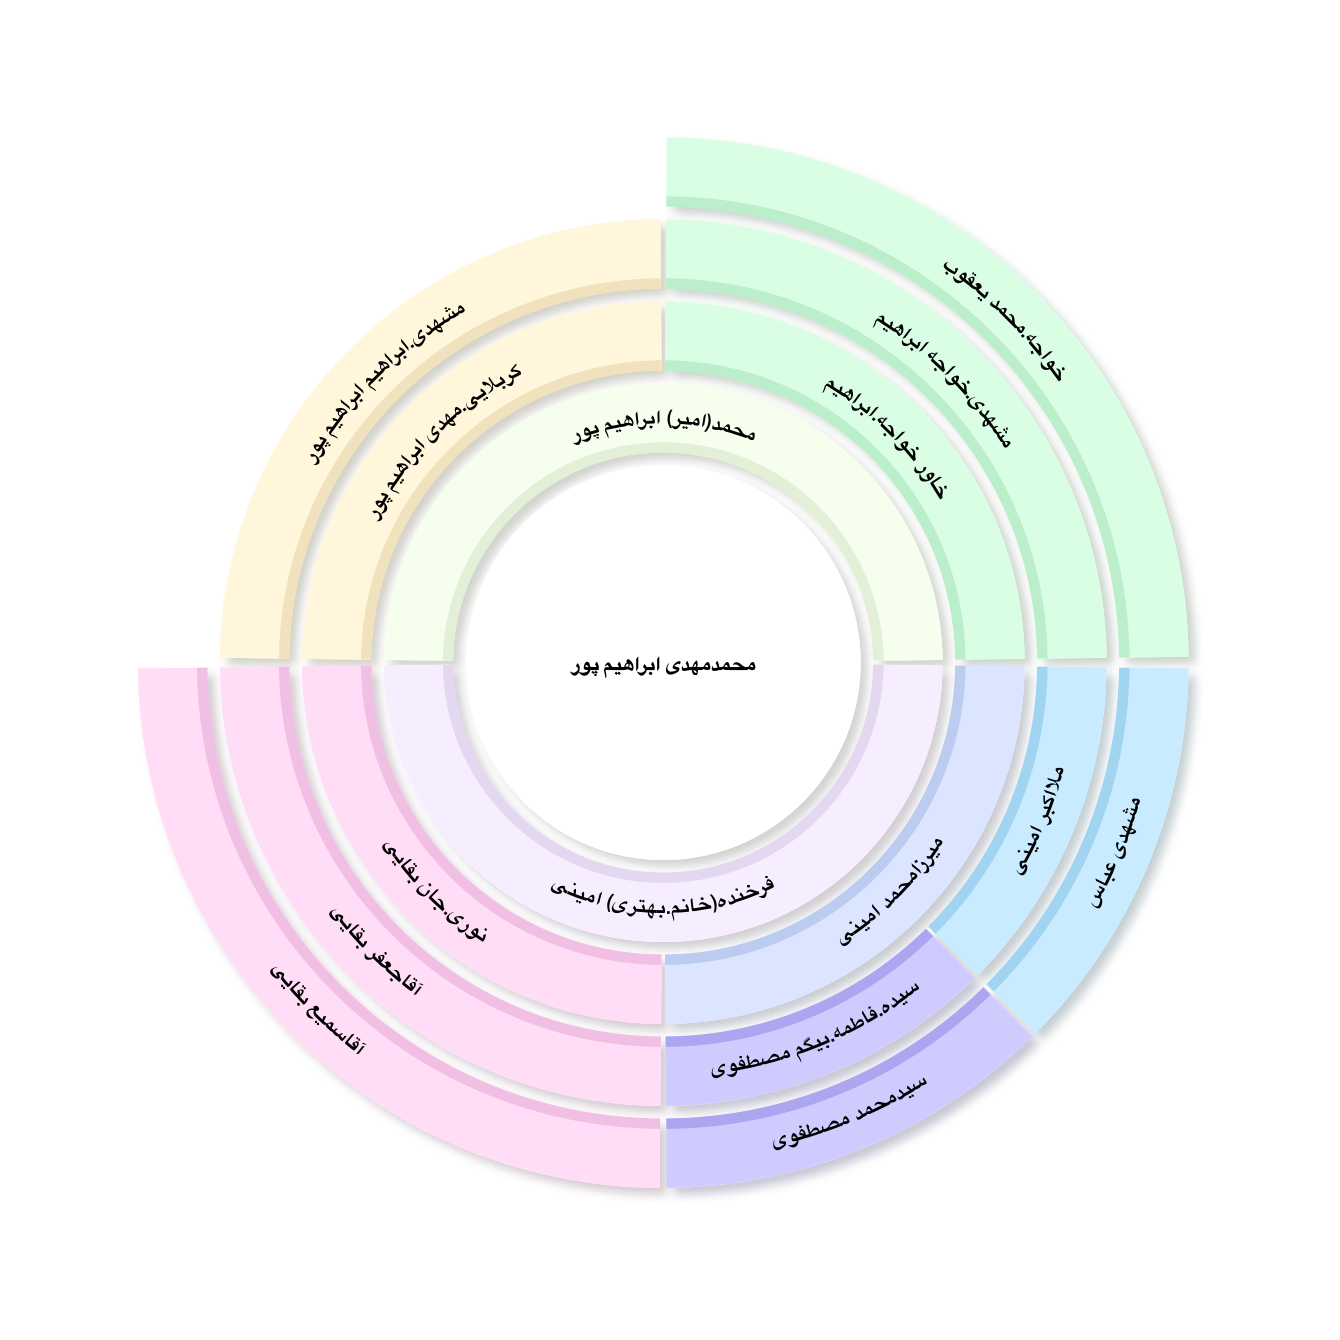 خواجه.محمد یعقوب
مشهدی.خواجه ابراهیم
خاور خواجه.ابراهیم
مشهدی.ابراهیم ابراهیم پور
کربلایی.مهدی ابراهیم پور
محمد(امیر) ابراهیم پور
محمدمهدی ابراهیم پور
فرخنده(خانم.بهتری) امینی
میرزامحمد امینی
ملااکبر امینی
مشهدی عباس
نوری.جان بقایی
آقاجعفر بقایی
آقاسمیع بقایی
سیده.فاطمه.بیگم مصطفوی
سیدمحمد مصطفوی